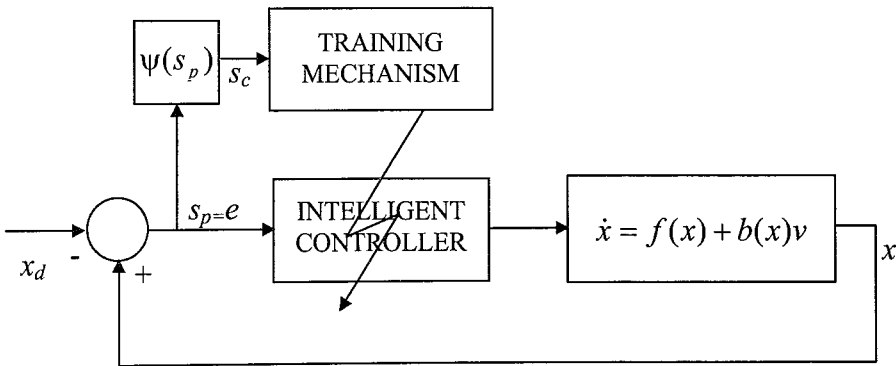 ψ(s_p)
s_c
TRAINING
MECHANISM
s_p=e
INTELLIGENT
CONTROLLER
ẋ = f(x) + b(x)v
x
x_d
-
+